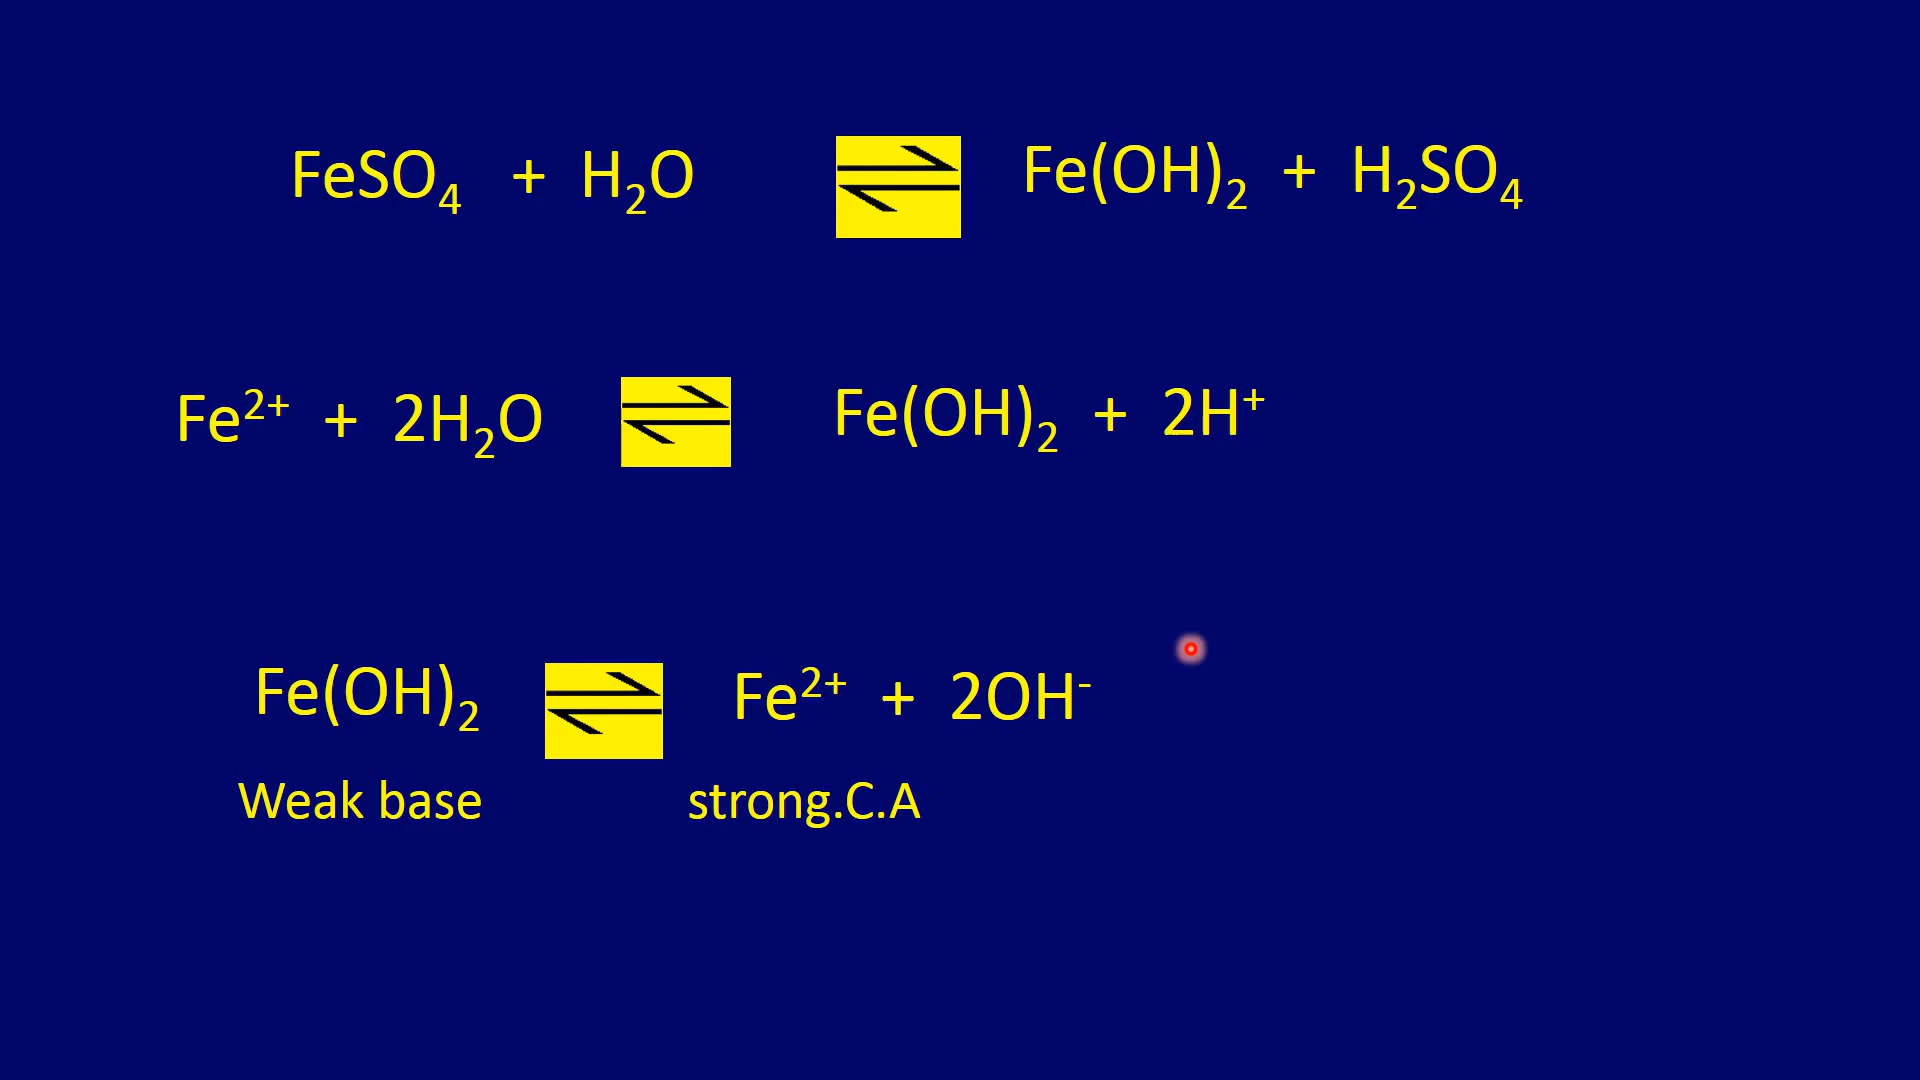 FeSO₄ + H₂O ⇌ Fe(OH)₂ + H₂SO₄
Fe²⁺ + 2H₂O ⇌ Fe(OH)₂ + 2H⁺
Fe(OH)₂ ⇌ Fe²⁺ + 2OH⁻
Weak base strong.C.A